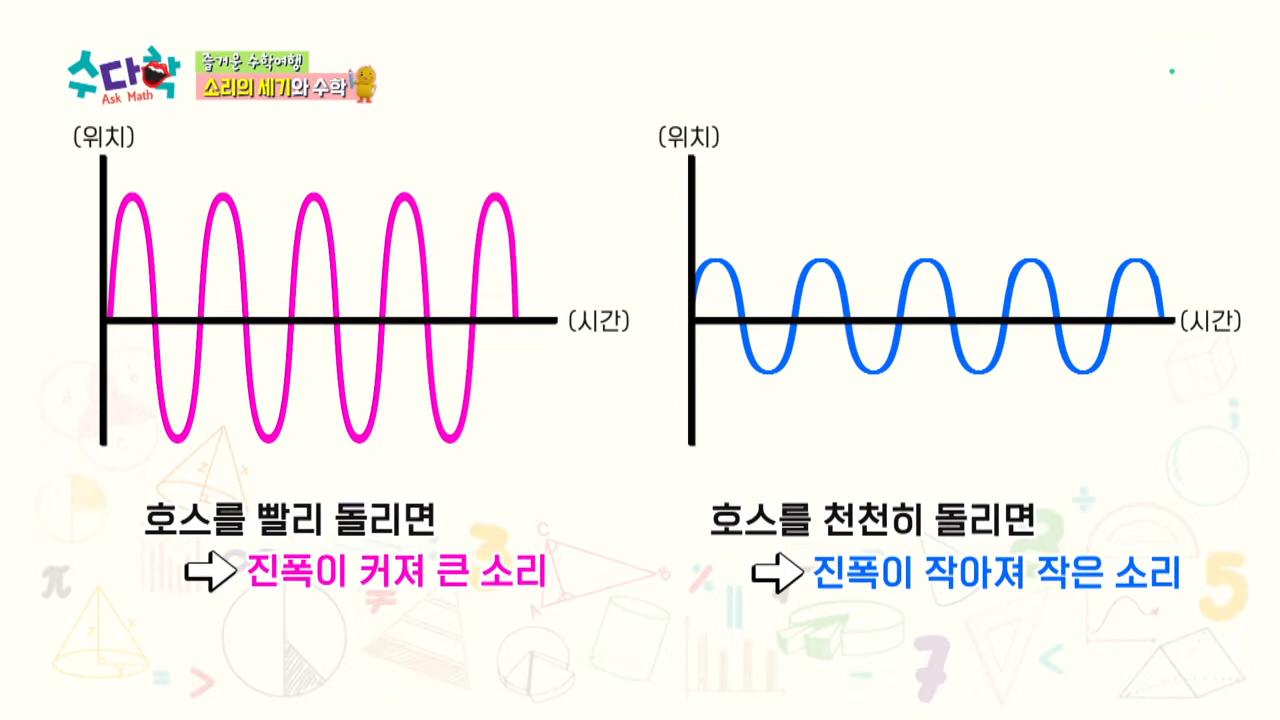 수다학
Ask Math
즐거운 수학여행
소리의 세기와 수학
(위치)
(시간)
호스를 빨리 돌리면
진폭이 커져 큰 소리
(위치)
(시간)
호스를 천천히 돌리면
진폭이 작아져 작은 소리